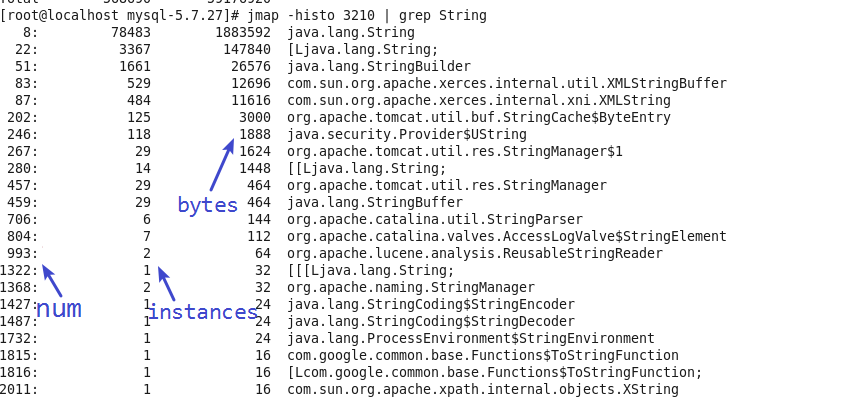 [root@localhost mysql-5.7.27]# jmap -histo 3210 | grep String
8: 78483 1883592 java.lang.String
22: 3367 147840 [Ljava.lang.String;
51: 1661 26576 java.lang.StringBuilder
83: 529 12696 com.sun.org.apache.xerces.internal.util.XMLStringBuffer
87: 484 11616 com.sun.org.apache.xerces.internal.xni.XMLString
202: 125 3000 org.apache.tomcat.util.buf.StringCache$ByteEntry
246: 118 1888 java.security.Provider$UString
267: 29 1624 org.apache.tomcat.util.res.StringManager$1
280: 14 1448 [[Ljava.lang.String;
457: 29 464 org.apache.tomcat.util.res.StringManager
bytes
459: 29 464 java.lang.StringBuffer
706: 6 144 org.apache.catalina.util.StringParser
804: 7 112 org.apache.catalina.valves.AccessLogValve$StringElement
993: 2 64 org.apache.lucene.analysis.ReusableStringReader
1322: 1 32 [[[Ljava.lang.String;
1368: 2 32 org.apache.naming.StringManager
1427: 1 24 java.lang.StringCoding$StringEncoder
num instances
1487: 1 24 java.lang.StringCoding$StringDecoder
1732: 1 24 java.lang.ProcessEnvironment$StringEnvironment
1815: 1 16 com.google.common.base.Functions$ToStringFunction
1816: 1 16 [Lcom.google.common.base.Functions$ToStringFunction;
2011: 1 16 com.sun.org.apache.xpath.internal.objects.XString